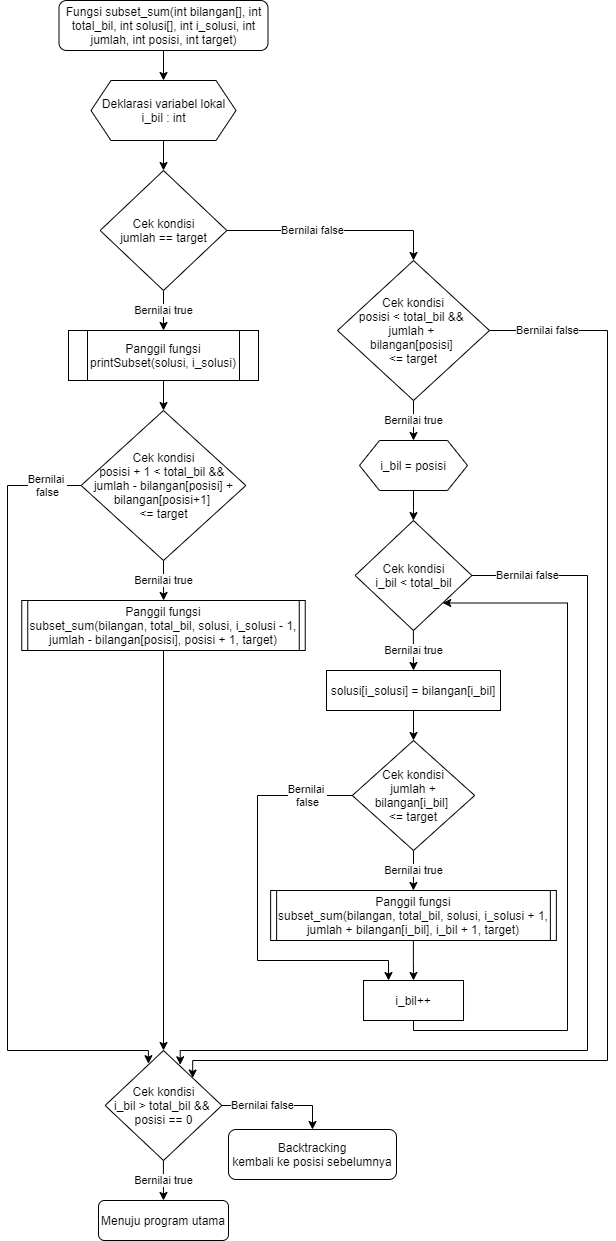 Fungsi subset_sum(int bilangan[], int
total_bil, int solusi[], int i_solusi, int
jumlah, int posisi, int target)
Deklarasi variabel lokal
i_bil : int
Cek kondisi
jumlah == target
Bernilai false
Bernilai true
Cek kondisi
posisi < total_bil &&
jumlah +
bilangan[posisi]
<= target
Bernilai false
Bernilai true
Panggil fungsi
printSubset(solusi, i_solusi)
Cek kondisi
posisi + 1 < total_bil &&
jumlah - bilangan[posisi] +
bilangan[posisi+1]
<= target
Bernilai
false
Bernilai true
Panggil fungsi
subset_sum(bilangan, total_bil, solusi, i_solusi - 1,
jumlah - bilangan[posisi], posisi + 1, target)
i_bil = posisi
Cek kondisi
i_bil < total_bil
Bernilai false
Bernilai true
solusi[i_solusi] = bilangan[i_bil]
Cek kondisi
jumlah +
bilangan[i_bil]
<= target
Bernilai
false
Bernilai true
Panggil fungsi
subset_sum(bilangan, total_bil, solusi, i_solusi + 1,
jumlah + bilangan[i_bil], i_bil + 1, target)
i_bil++
Cek kondisi
i_bil > total_bil &&
posisi == 0
Bernilai false
Bernilai true
Backtracking
kembali ke posisi sebelumnya
Menuju program utama